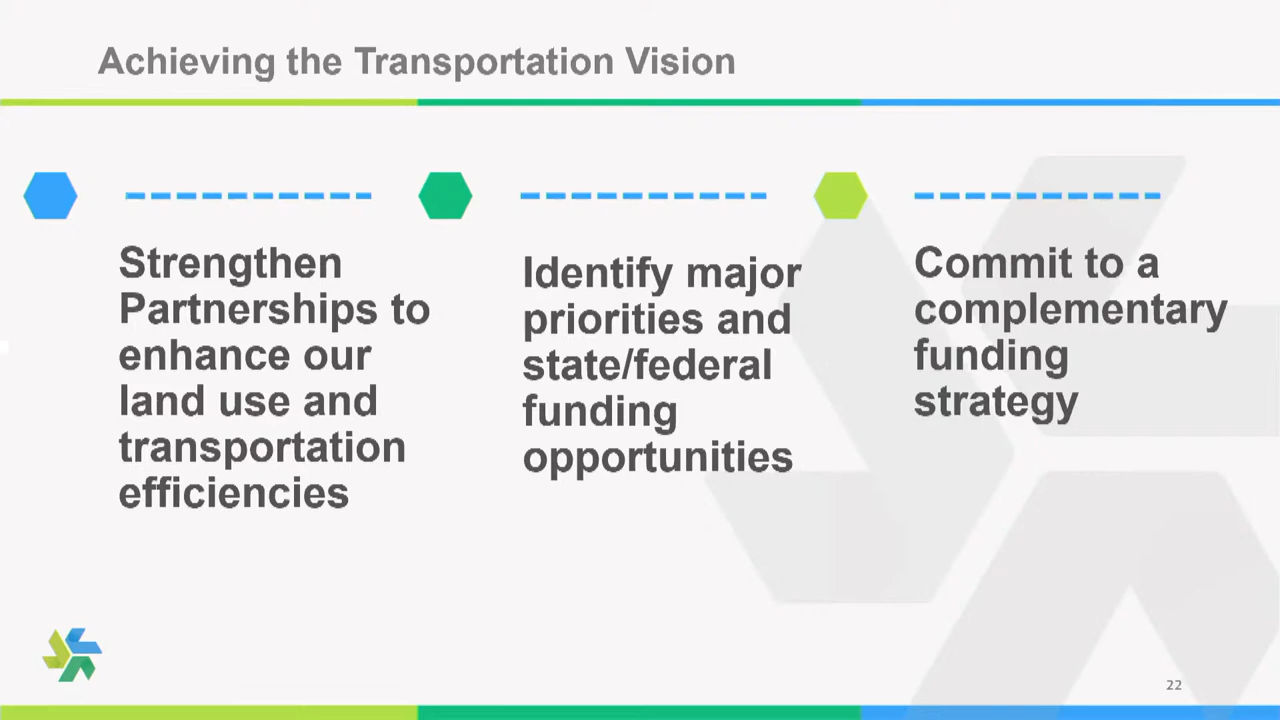 Achieving the Transportation Vision
Strengthen
Partnerships to
enhance our
land use and
transportation
efficiencies
Identify major
priorities and
state/federal
funding
opportunities
Commit to a
complementary
funding
strategy
22